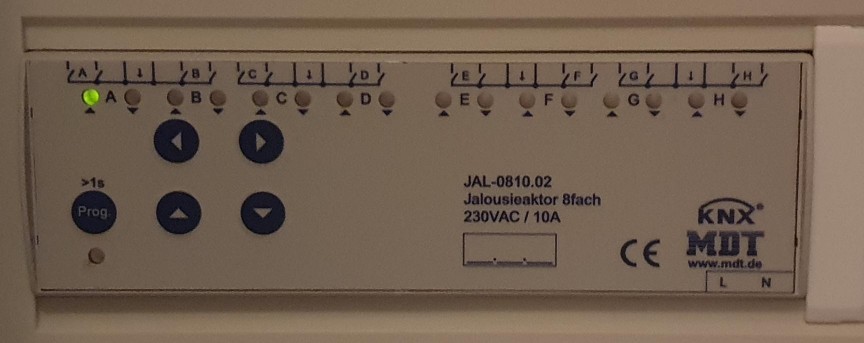 A B C D E F G H
A B C D E F G H
>1s
Prog.
JAL-0810.02
Jalousieaktor 8fach
230VAC / 10A
KNX®
MDT
www.mdt.de
CE
L N